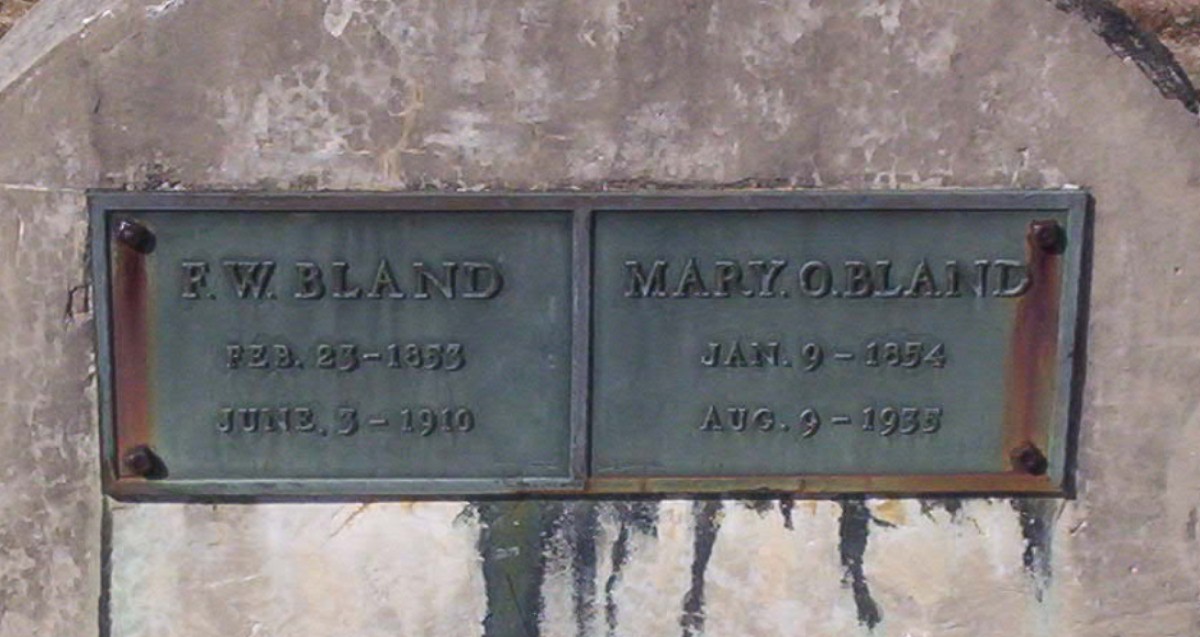 F. W. BLAND
FEB. 23 - 1853
JUNE. 3 - 1910
MARY. O. BLAND
JAN. 9 - 1854
AUG. 9 - 1935